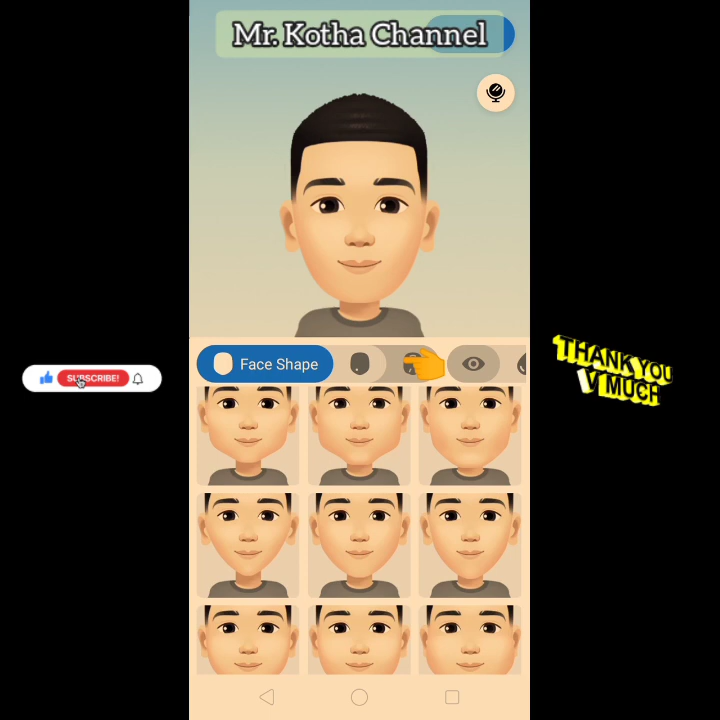 Mr. Kotha Channel
Face Shape
SUBSCRIBE!
THANK YOU
V MUCH